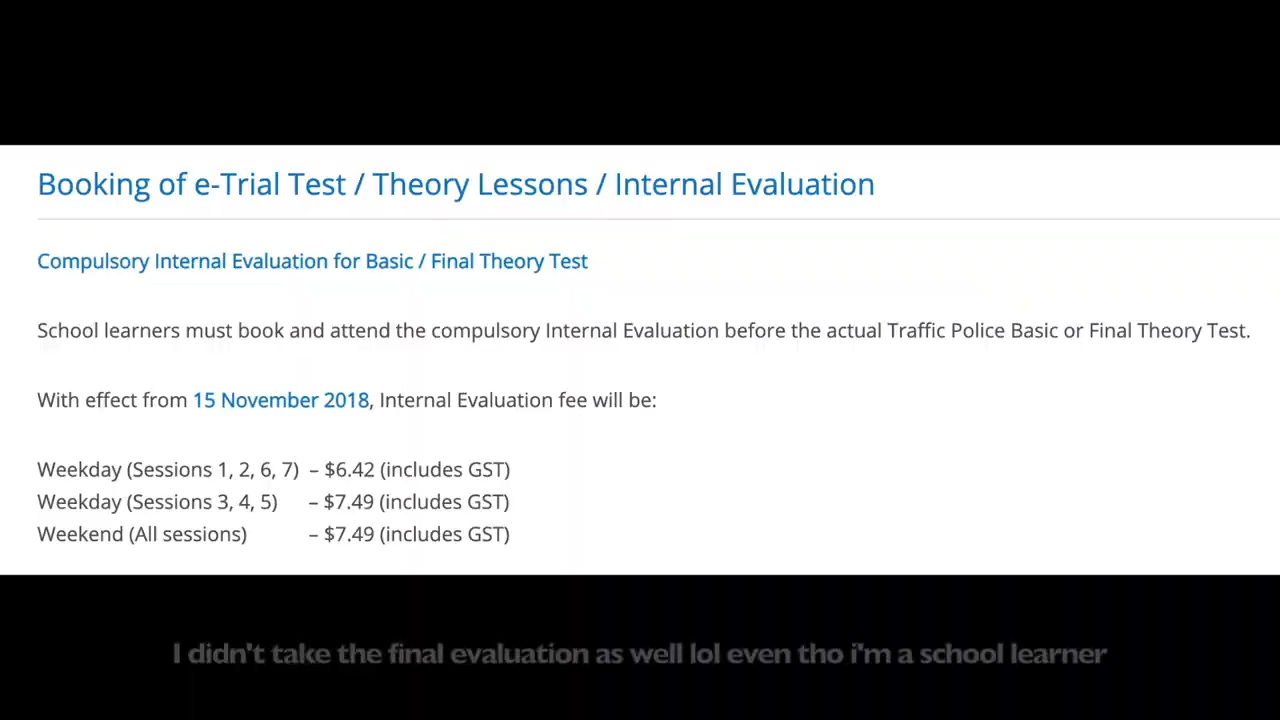 Booking of e-Trial Test / Theory Lessons / Internal Evaluation
Compulsory Internal Evaluation for Basic / Final Theory Test
School learners must book and attend the compulsory Internal Evaluation before the actual Traffic Police Basic or Final Theory Test.
With effect from 15 November 2018, Internal Evaluation fee will be:
Weekday (Sessions 1, 2, 6, 7) – $6.42 (includes GST)
Weekday (Sessions 3, 4, 5) – $7.49 (includes GST)
Weekend (All sessions) – $7.49 (includes GST)
I didn't take the final evaluation as well lol even tho i'm a school learner